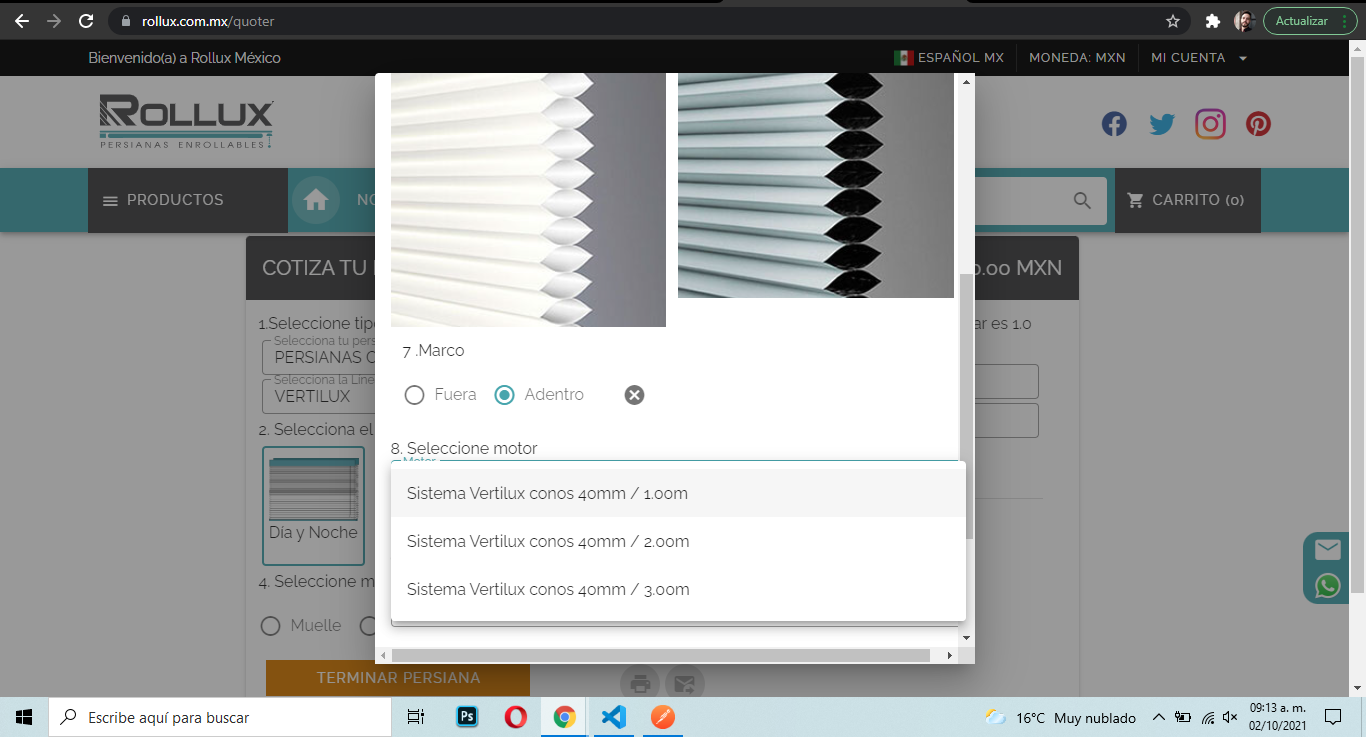 rollux.com.mx/quoter
Actualizar
Bienvenido(a) a Rollux México
ESPAÑOL MX
MONEDA: MXN
MI CUENTA
ROLLUX
PERSIANAS ENROLLABLES
PRODUCTOS
NO
CARRITO (0)
COTIZA TU
0.00 MXN
1.Seleccione tip
ar es 1.0
Selecciona tu pers
PERSIANAS C
Selecciona la Líne
VERTILUX
2. Selecciona el
Día y Noche
4. Seleccione m
Muelle
TERMINAR PERSIANA
7 .Marco
Fuera
Adentro
8. Seleccione motor
Motor
Sistema Vertilux conos 40mm / 1.00m
Sistema Vertilux conos 40mm / 2.00m
Sistema Vertilux conos 40mm / 3.00m
Escribe aquí para buscar
Ps
16°C Muy nublado
09:13 a. m.
02/10/2021